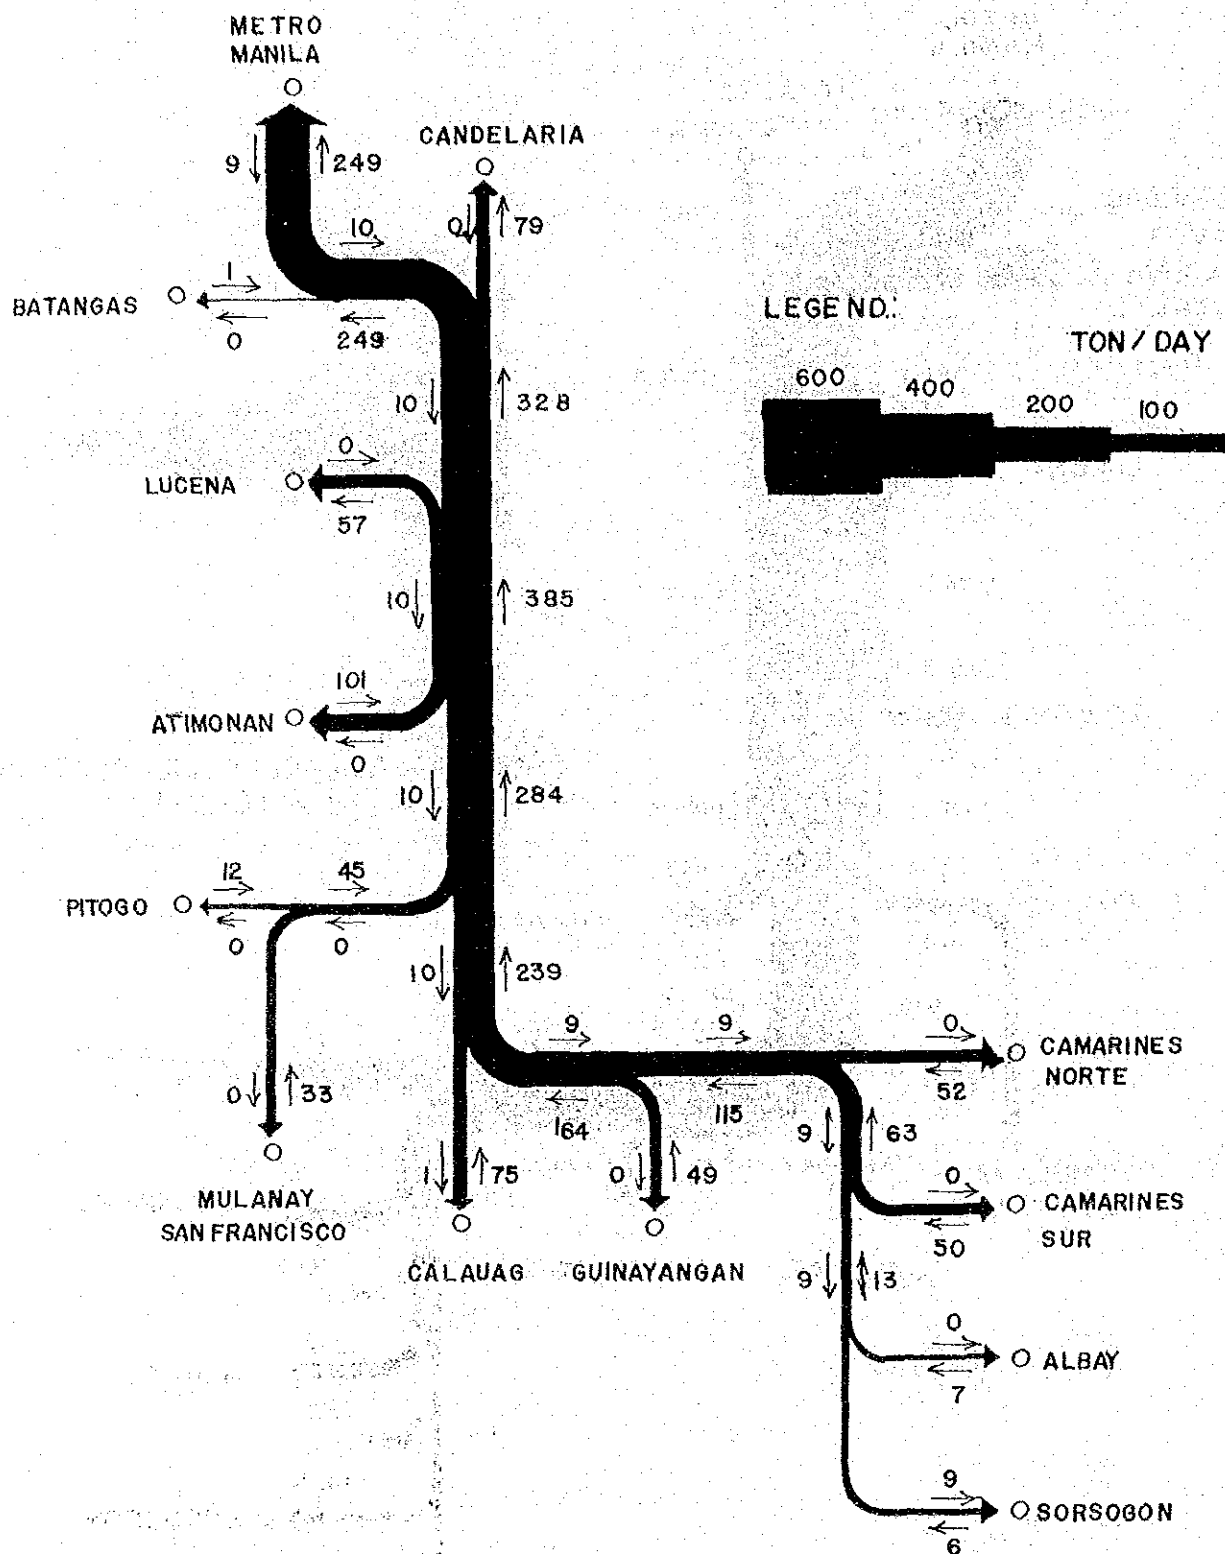 METRO
MANILA
9 249
CANDELARIA
0 79
10
1
BATANGAS
0
249
LEGEND:
TON / DAY
600
400
200
100
10 328
0
LUCENA
57
10 385
101
ATIMONAN
0
10 284
12 45
PITOGO
0 0
10 239
9 9 0
CAMARINES
NORTE
164 115 52
0 33
9 63
MULANAY
SAN FRANCISCO
1 75
0 49
0
CAMARINES
SUR
50
CALAUAG
GUINAYANGAN
9 13
0
ALBAY
7
9
SORSOGON
6